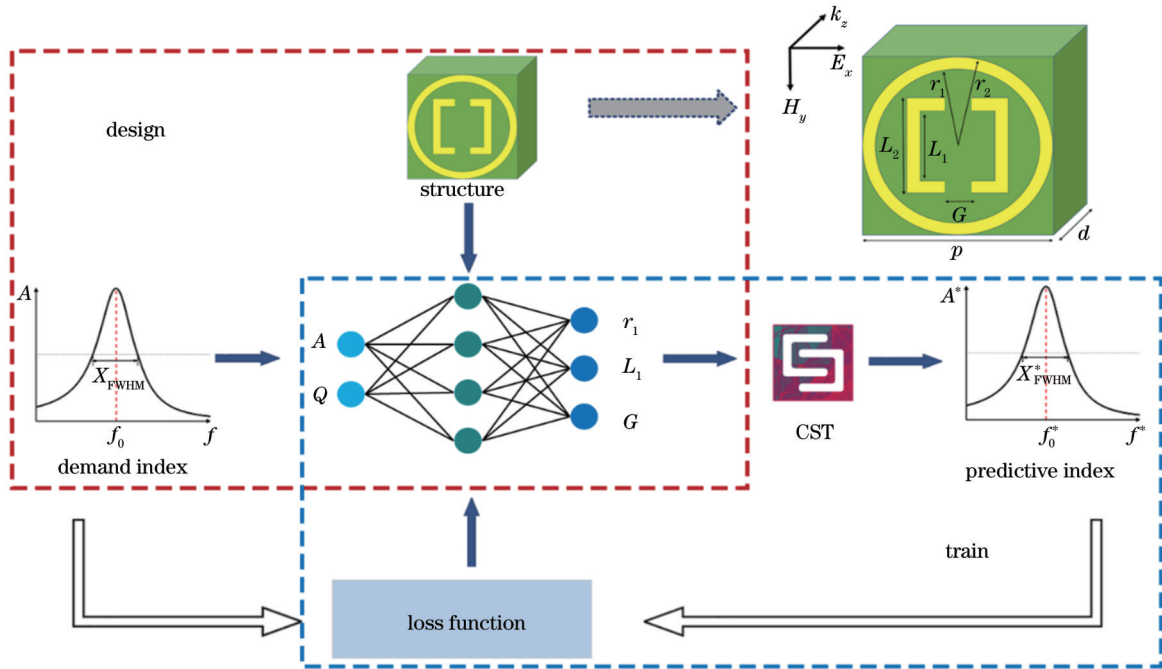 k_z
E_x
H_y
r_1
r_2
L_2
L_1
G
p
d
design
structure
A
X_FWHM
f_0
f
demand index
A
Q
r_1
L_1
G
CST
A*
X*_FWHM
f*_0
f*
predictive index
train
loss function